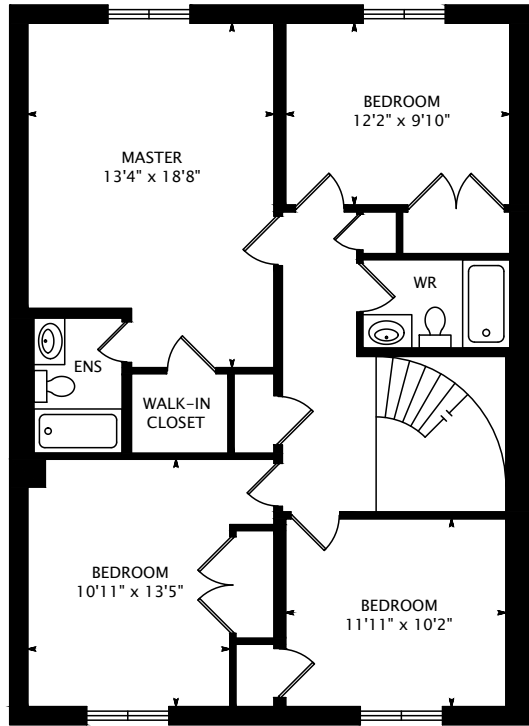 BEDROOM
12'2" x 9'10"
MASTER
13'4" x 18'8"
WR
ENS
WALK-IN
CLOSET
BEDROOM
10'11" x 13'5"
BEDROOM
11'11" x 10'2"